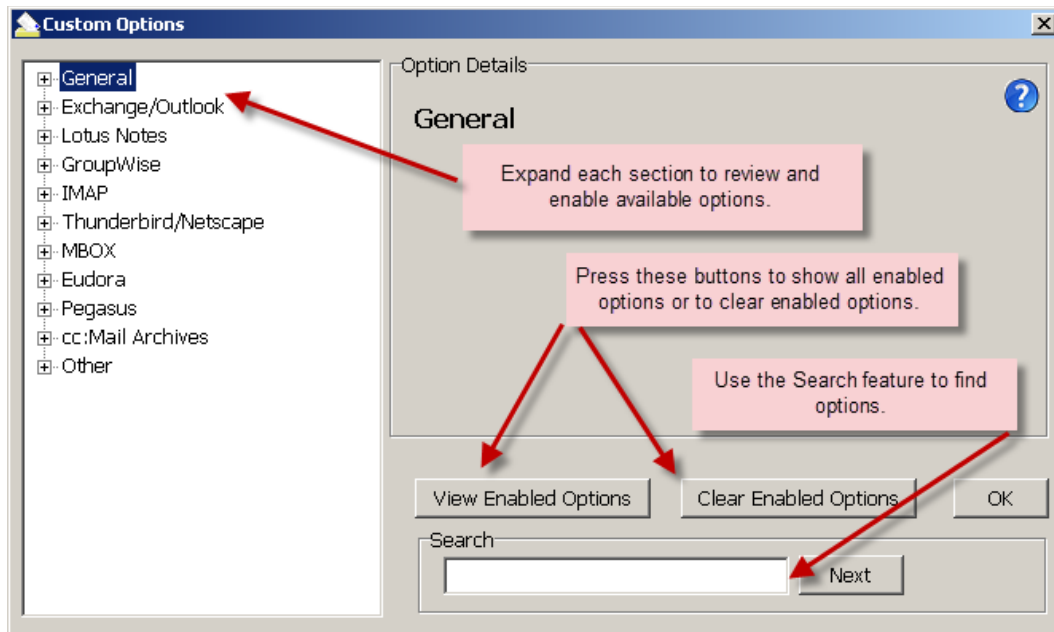 Custom Options
General
Exchange/Outlook
Lotus Notes
GroupWise
IMAP
Thunderbird/Netscape
MBOX
Eudora
Pegasus
cc:Mail Archives
Other
Option Details
?
General
Expand each section to review and
enable available options.
Press these buttons to show all enabled
options or to clear enabled options.
Use the Search feature to find
options.
View Enabled Options
Clear Enabled Options
OK
Search
Next